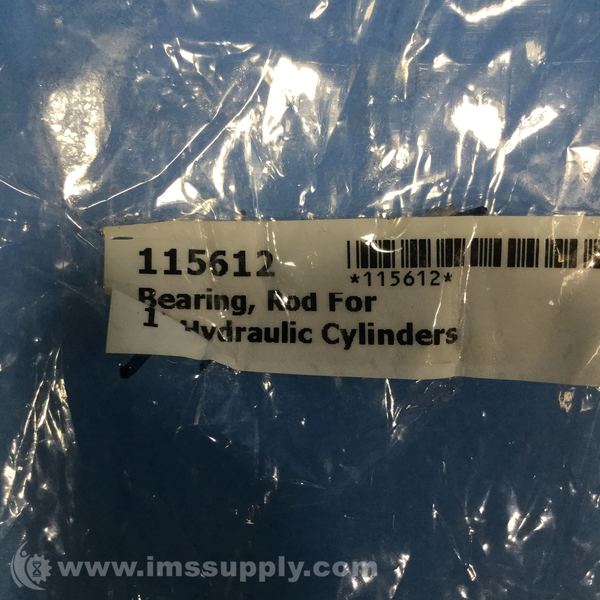 115612
*115612*
Bearing, Rod For
1 Hydraulic Cylinders
www.imssupply.com